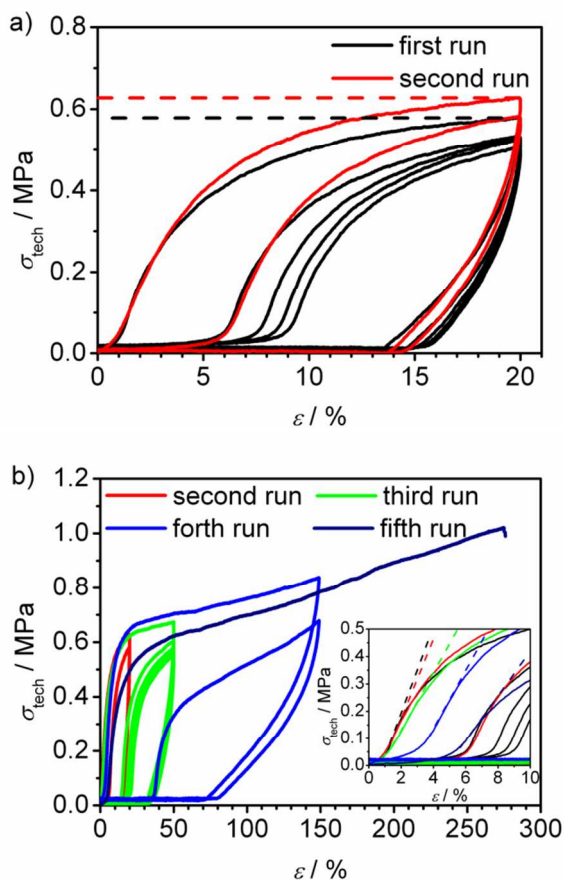 a)
first run
second run
0.8
0.6
0.4
0.2
0.0
σtech / MPa
0 5 10 15 20
ε / %
b)
second run third run
forth run fifth run
1.2
1.0
0.8
0.6
0.4
0.2
0.0
σtech / MPa
0.5
0.4
0.3
0.2
0.1
0.0
σtech / MPa
0 2 4 6 8 10
ε / %
0 50 100 150 200 250 300
ε / %